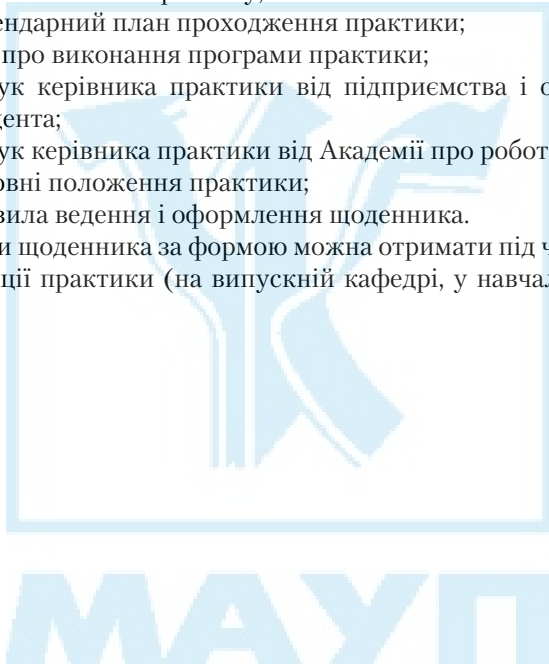 ендарний план проходження практики;
про виконання програми практики;
ук керівника практики від підприємства і о
дента;
ук керівника практики від Академії про робот
овні положення практики;
вила ведення і оформлення щоденника.
и щоденника за формою можна отримати під ч
ції практики (на випускній кафедрі, у навчал
МАУП